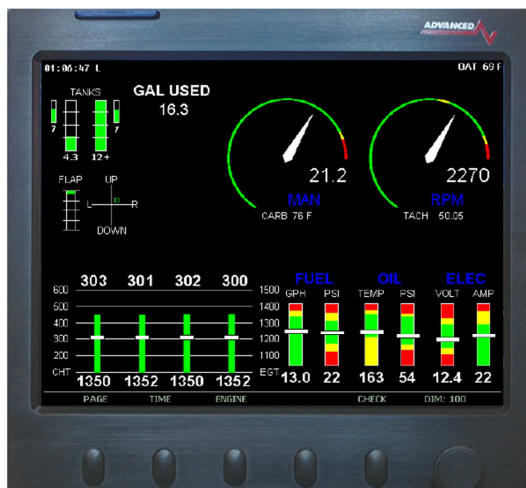 ADVANCED
01:06:47 L
OAT 69 F
TANKS
GAL USED
16.3
7
4.3
12+
7
FLAP
UP
L
R
DOWN
21.2
MAN
CARB 76 F
2270
RPM
TACH 50.05
FUEL
OIL
ELEC
303 301 302 300
600
500
400
300
200
CHT
1500
1400
1300
1200
1100
EGT
1350 1352 1350 1352
GPH PSI TEMP PSI VOLT AMP
13.0 22 163 54 12.4 22
PAGE TIME ENGINE CHECK DIM: 100